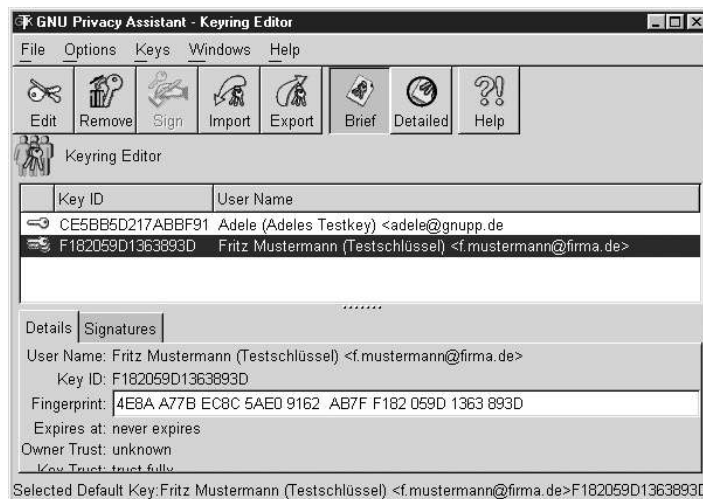 GNU Privacy Assistant - Keyring Editor
File Options Keys Windows Help
Edit Remove Sign Import Export Brief Detailed Help
Keyring Editor
Key ID User Name
CE5BB5D217ABBF91 Adele (Adeles Testkey) <adele@gnupp.de
F182059D1363893D Fritz Mustermann (Testschlüssel) <f.mustermann@firma.de>
Details Signatures
User Name: Fritz Mustermann (Testschlüssel) <f.mustermann@firma.de>
Key ID: F182059D1363893D
Fingerprint: 4E8A A77B EC8C 5AE0 9162 AB7F F182 059D 1363 893D
Expires at: never expires
Owner Trust: unknown
Key Trust: trust fully
Selected Default Key:Fritz Mustermann (Testschlüssel) <f.mustermann@firma.de>F182059D1363893D